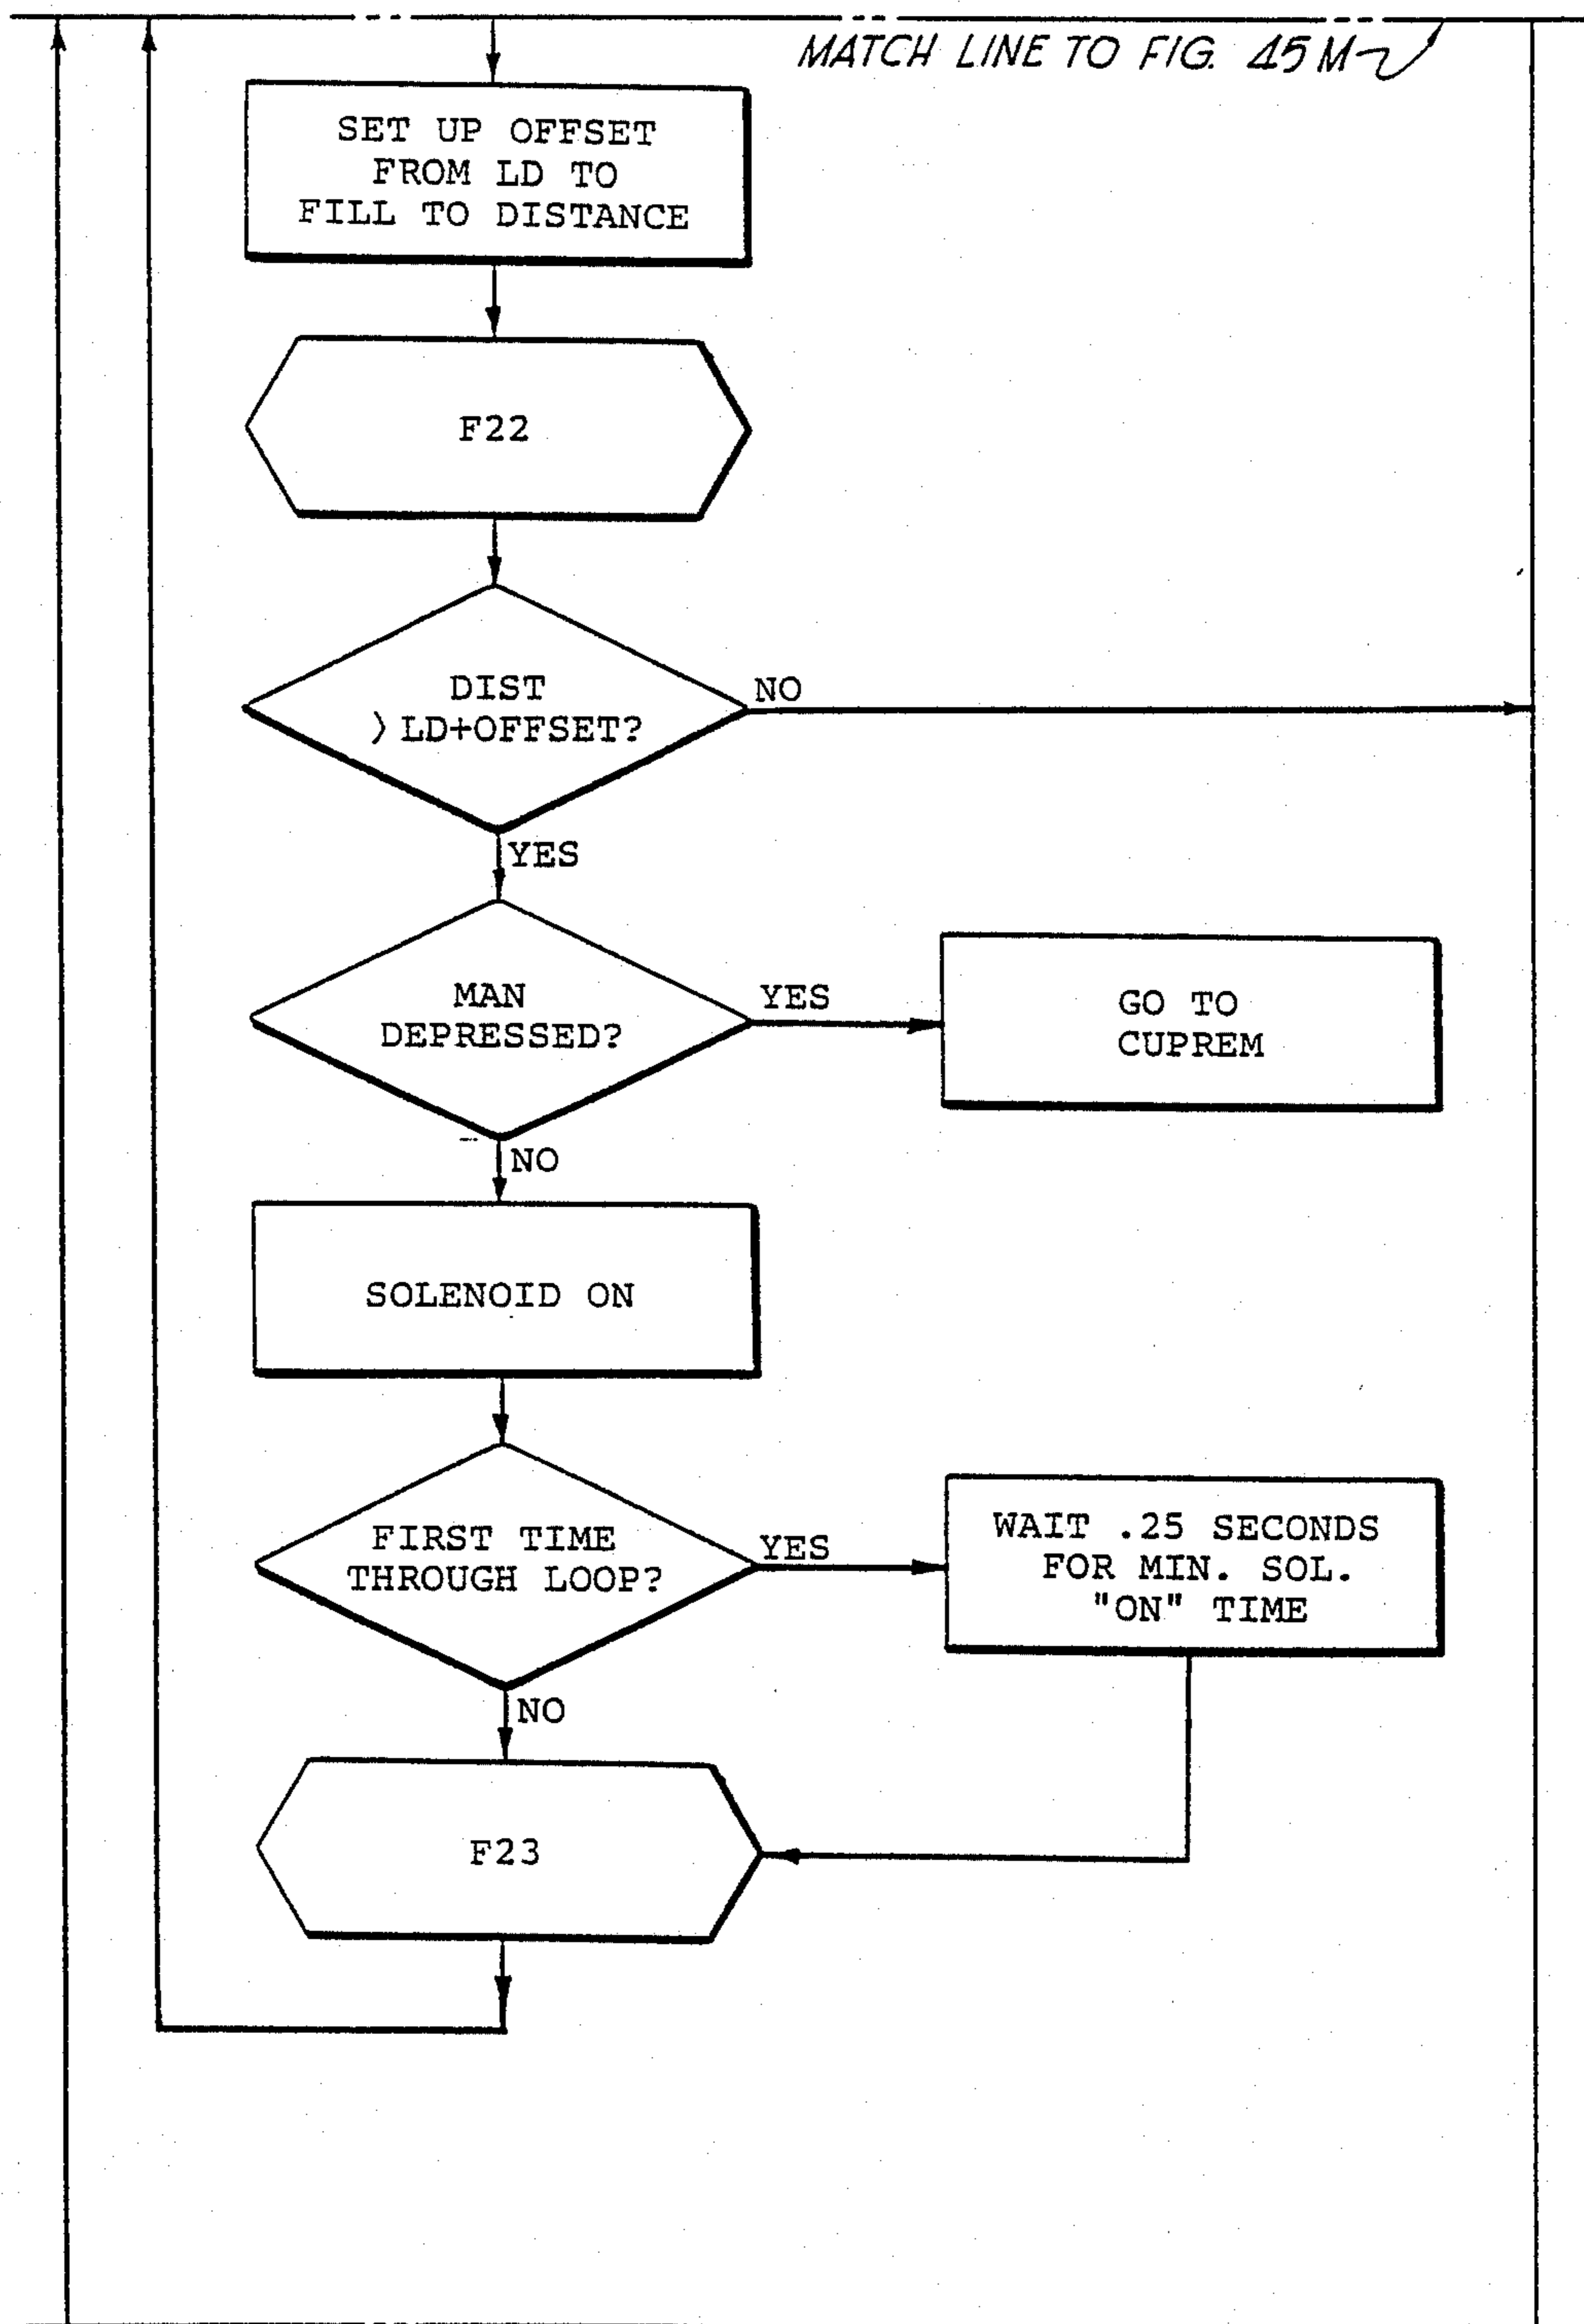 MATCH LINE TO FIG. 45M
SET UP OFFSET
FROM LD TO
FILL TO DISTANCE
F22
DIST
>LD+OFFSET?
NO
YES
MAN
DEPRESSED?
YES
GO TO
CUPREM
NO
SOLENOID ON
FIRST TIME
THROUGH LOOP?
YES
WAIT .25 SECONDS
FOR MIN. SOL.
"ON" TIME
NO
F23